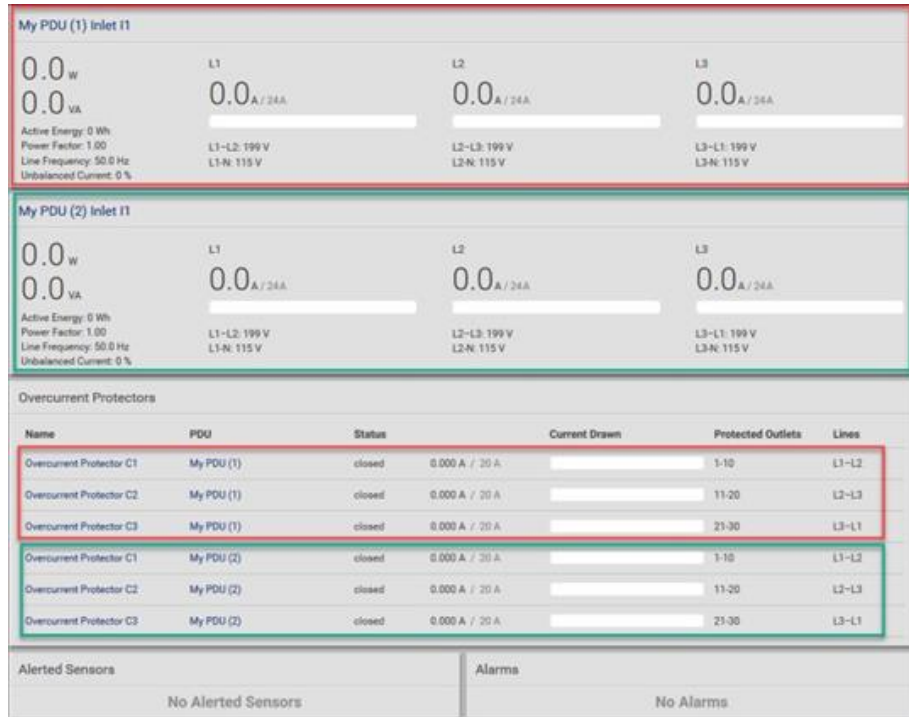 My PDU (1) Inlet I1
0.0 W
0.0 VA
Active Energy: 0 Wh
Power Factor: 1.00
Line Frequency: 50.0 Hz
Unbalanced Current: 0 %
L1
0.0 A / 24A
L1-L2: 199 V
L1-N: 115 V
L2
0.0 A / 24A
L2-L3: 199 V
L2-N: 115 V
L3
0.0 A / 24A
L3-L1: 199 V
L3-N: 115 V
My PDU (2) Inlet I1
0.0 W
0.0 VA
Active Energy: 0 Wh
Power Factor: 1.00
Line Frequency: 50.0 Hz
Unbalanced Current: 0 %
L1
0.0 A / 24A
L1-L2: 199 V
L1-N: 115 V
L2
0.0 A / 24A
L2-L3: 199 V
L2-N: 115 V
L3
0.0 A / 24A
L3-L1: 199 V
L3-N: 115 V
Overcurrent Protectors
Name PDU Status Current Drawn Protected Outlets Lines
Overcurrent Protector C1 My PDU (1) closed 0.000 A / 20 A 1-10 L1-L2
Overcurrent Protector C2 My PDU (1) closed 0.000 A / 20 A 11-20 L2-L3
Overcurrent Protector C3 My PDU (1) closed 0.000 A / 20 A 21-30 L3-L1
Overcurrent Protector C1 My PDU (2) closed 0.000 A / 20 A 1-10 L1-L2
Overcurrent Protector C2 My PDU (2) closed 0.000 A / 20 A 11-20 L2-L3
Overcurrent Protector C3 My PDU (2) closed 0.000 A / 20 A 21-30 L3-L1
Alerted Sensors
No Alerted Sensors
Alarms
No Alarms